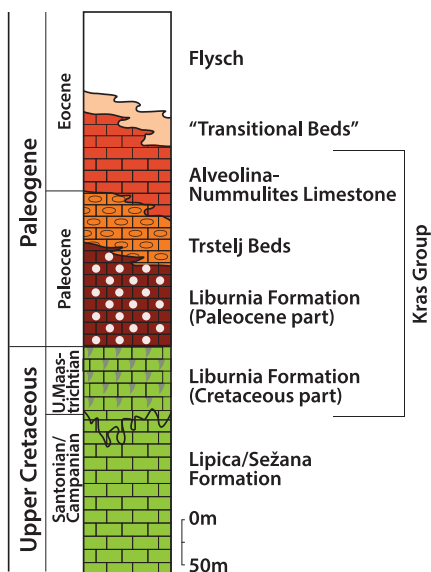 Paleogene
Upper Cretaceous
Eocene
Paleocene
U.Maas-
trichtian
Santonian/
Campanian
Flysch
“Transitional Beds”
Alveolina-
Nummulites Limestone
Trstelj Beds
Liburnia Formation
(Paleocene part)
Liburnia Formation
(Cretaceous part)
Lipica/Sežana
Formation
0m
50m
Kras Group